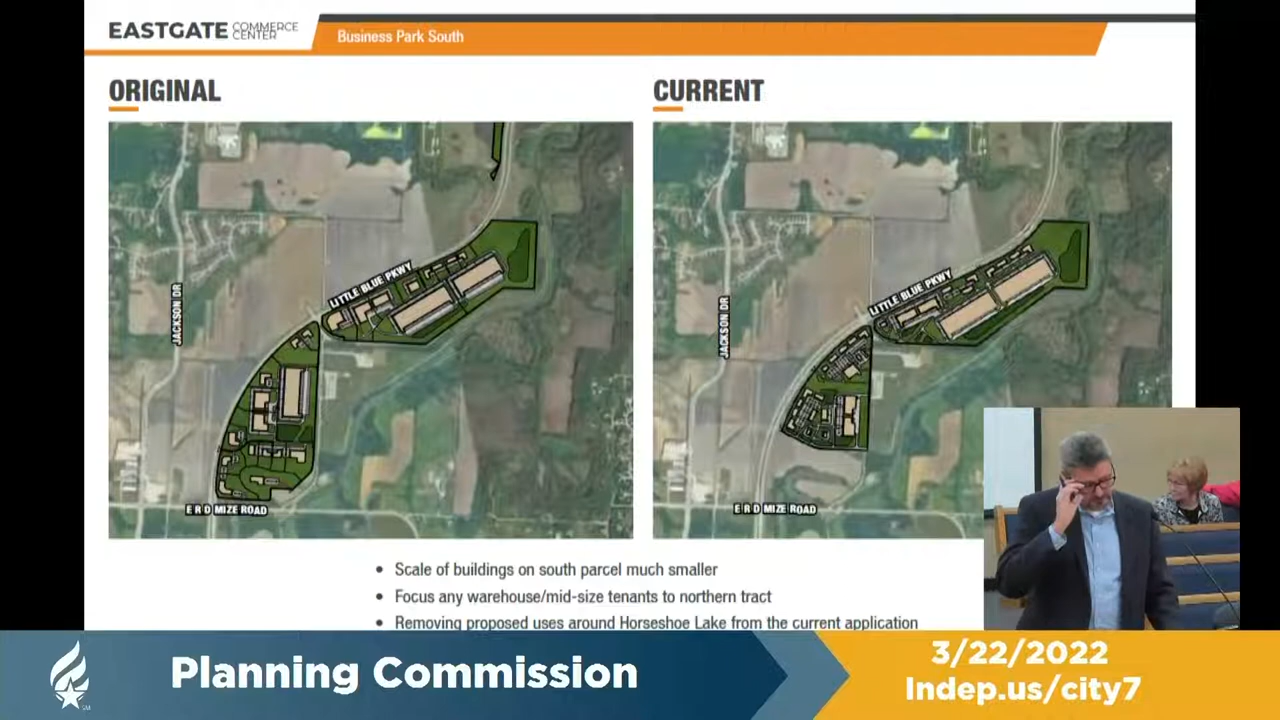 EASTGATE COMMERCE CENTER
Business Park South
ORIGINAL
CURRENT
JACKSON DR
LITTLE BLUE PKWY
E R D MIZE ROAD
JACKSON DR
LITTLE BLUE PKWY
E R D MIZE ROAD
• Scale of buildings on south parcel much smaller
• Focus any warehouse/mid-size tenants to northern tract
• Removing proposed uses around Horseshoe Lake from the current application
Planning Commission
3/22/2022
Indep.us/city7
SM